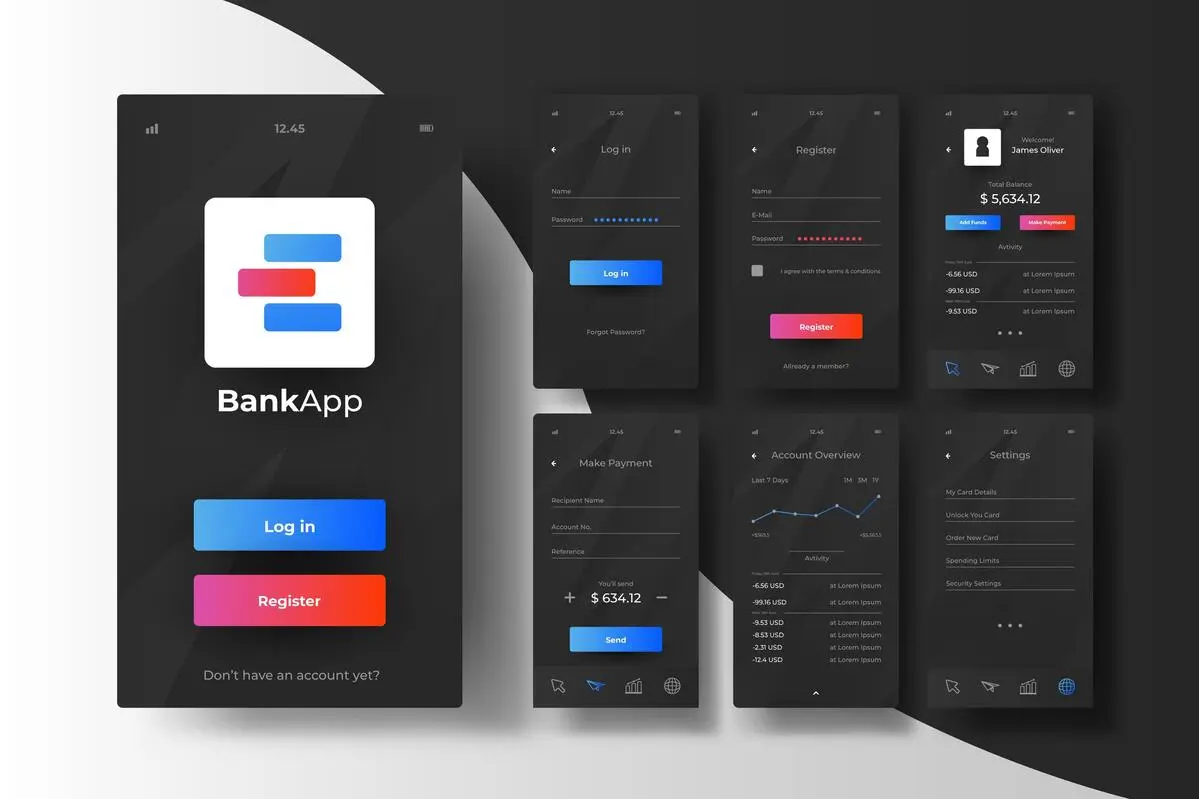 12.45
BankApp
Log in
Register
Don't have an account yet?
12.45
Log in
Name
Password
Log in
Forgot Password?
12.45
Register
Name
E-Mail
Password
I agree with the terms & conditions
Register
Allready a member?
12.45
Welcome!
James Oliver
Total Balance
$ 5,634.12
Add Funds Make Payment
Avtivity
-6.56 USD at Lorem Ipsum
-99.16 USD at Lorem Ipsum
-9.53 USD at Lorem Ipsum
12.45
Make Payment
Recipient Name
Account No.
Reference
You'll send
+ $ 634.12 −
Send
12.45
Account Overview
Last 7 Days 1M 3M 1Y
Avtivity
-6.56 USD at Lorem Ipsum
-99.16 USD at Lorem Ipsum
-9.53 USD at Lorem Ipsum
-8.53 USD at Lorem Ipsum
-2.31 USD at Lorem Ipsum
-12.4 USD at Lorem Ipsum
12.45
Settings
My Card Details
Unlock You Card
Order New Card
Spending Limits
Security Settings